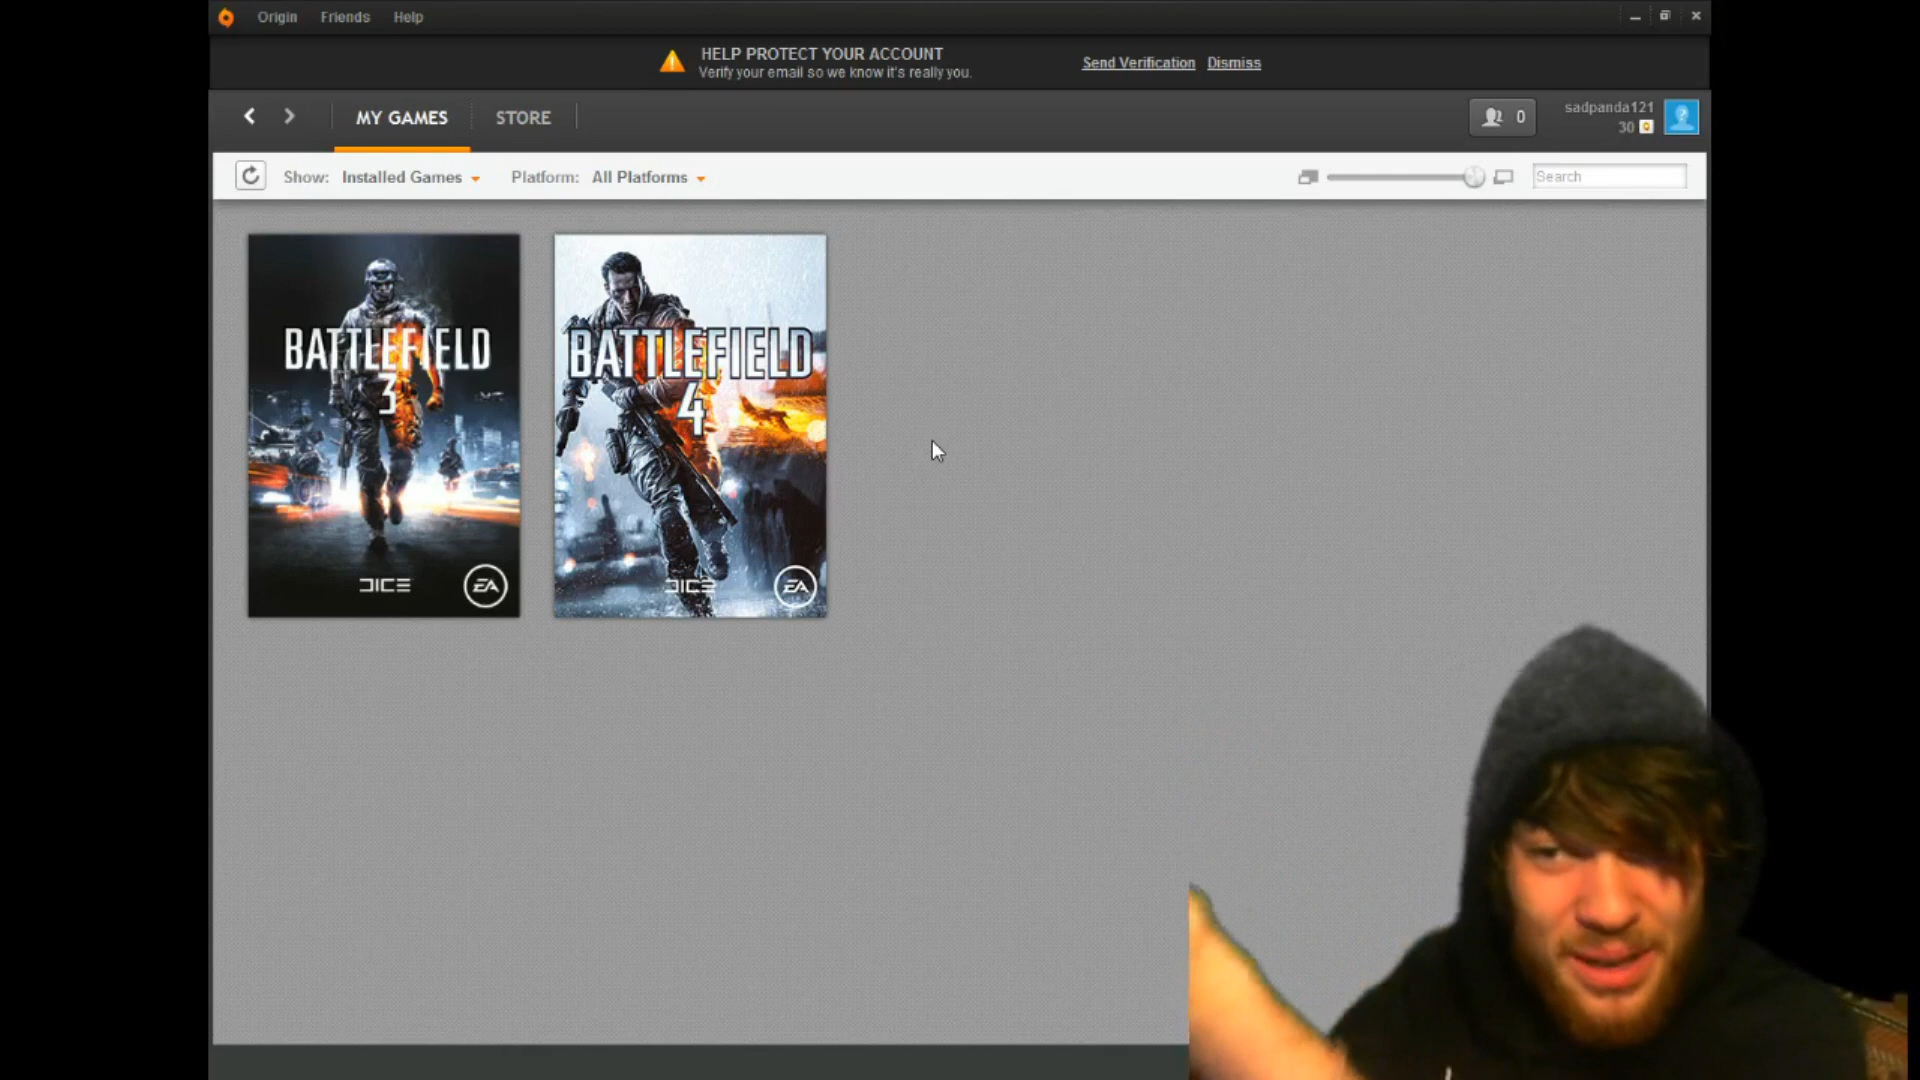 Origin Friends Help
HELP PROTECT YOUR ACCOUNT
Verify your email so we know it's really you.
Send Verification Dismiss
MY GAMES STORE
0
sadpanda121
30
Show: Installed Games Platform: All Platforms
Search
BATTLEFIELD
3
DICE
EA
BATTLEFIELD
4
DICE
EA